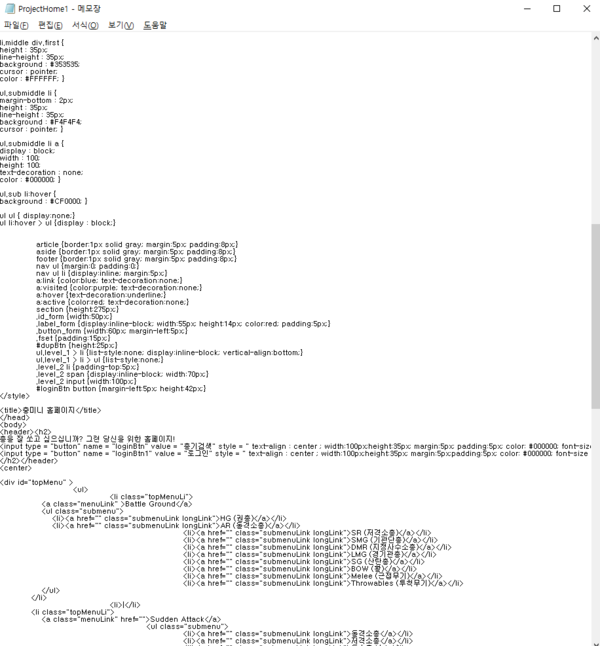 ProjectHome1 - 메모장
파일(F) 편집(E) 서식(O) 보기(V) 도움말
li.middle div.first {
height : 35px;
line-height : 35px;
background : #353535;
cursor : pointer;
color : #FFFFFF; }
ul.submiddle li {
margin-bottom : 2px;
height : 35px;
line-height : 35px;
background : #F4F4F4;
cursor : pointer; }
ul.submiddle li a {
display : block;
width : 100;
height: 100;
text-decoration : none;
color : #000000; }
ul.sub li:hover {
background : #CF0000; }
ul ul { display:none;}
ul li:hover > ul {display : block;}
article {border:1px solid gray; margin:5px; padding:8px;}
aside {border:1px solid gray; margin:5px; padding:8px;}
footer {border:1px solid gray; margin:5px; padding:8px;}
nav ul {margin:0; padding:0;}
nav ul li {display:inline; margin:5px;}
a:link {color:blue; text-decoration:none;}
a:visited {color:purple; text-decoration:none;}
a:hover {text-decoration:underline;}
a:active {color:red; text-decoration:none;}
section {height:275px;}
.id_form {width:50px;}
.label_form {display:inline-block; width:55px; height:14px; color:red; padding:5px;}
.button_form {width:60px; margin-left:5px;}
.fset {padding:15px;}
#dupBtn {height:25px;}
ul.level_1 > li {list-style:none; display:inline-block; vertical-align:bottom;}
ul.level_1 > li > ul {list-style:none;}
.level_2 li {padding-top:5px;}
.level_2 span {display:inline-block; width:70px;}
.level_2 input {width:100px;}
#loginBtn button {margin-left:5px; height:42px;}
</style>
<title>총미니 홈페이지</title>
</head>
<body>
<header><h2>
총을 잘 쏘고 싶으십니까? 그런 당신을 위한 홈페이지!
<input type = "button" name = "loginBtn" value = "총기검색" style = " text-align : center ; width:100px;height:35px; margin:5px; padding:5px; color: #000000; font-size
<input type = "button" name = "loginBtn1" value = "로그인" style = " text-align : center ; width:100px;height:35px; margin:5px;padding:5px; color: #000000; font-size
</h2></header>
<center>
<div id="topMenu" >
<ul>
<li class="topMenuLi">
<a class="menuLink" >Battle Ground</a>
<ul class="submenu">
<li><a href="" class="submenuLink longLink">HG (권총)</a></li>
<li><a href="" class="submenuLink longLink">AR (돌격소총)</a></li>
<li><a href="" class="submenuLink longLink">SR (저격소총)</a></li>
<li><a href="" class="submenuLink longLink">SMG (기관단총)</a></li>
<li><a href="" class="submenuLink longLink">DMR (지정사수소총)</a></li>
<li><a href="" class="submenuLink longLink">LMG (경기관총)</a></li>
<li><a href="" class="submenuLink longLink">SG (산탄총)</a></li>
<li><a href="" class="submenuLink longLink">BOW (활)</a></li>
<li><a href="" class="submenuLink longLink">Melee (근접무기)</a></li>
<li><a href="" class="submenuLink longLink">Throwables (투척무기)</a></li>
</ul>
</li>
<li>|</li>
<li class="topMenuLi">
<a class="menuLink" href="">Sudden Attack</a>
<ul class="submenu">
<li><a href="" class="submenuLink longLink">돌격소총</a></li>
<li><a href="" class="submenuLink longLink">저격소총</a></li>